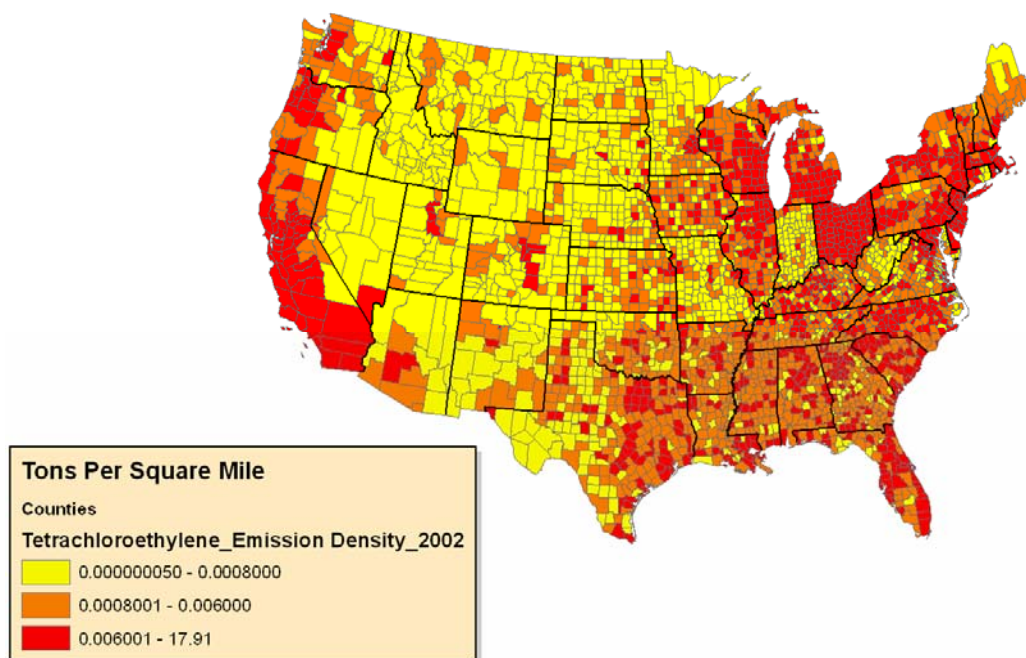 Tons Per Square Mile
Counties
Tetrachloroethylene_Emission Density_2002
0.000000050 - 0.0008000
0.0008001 - 0.006000
0.006001 - 17.91